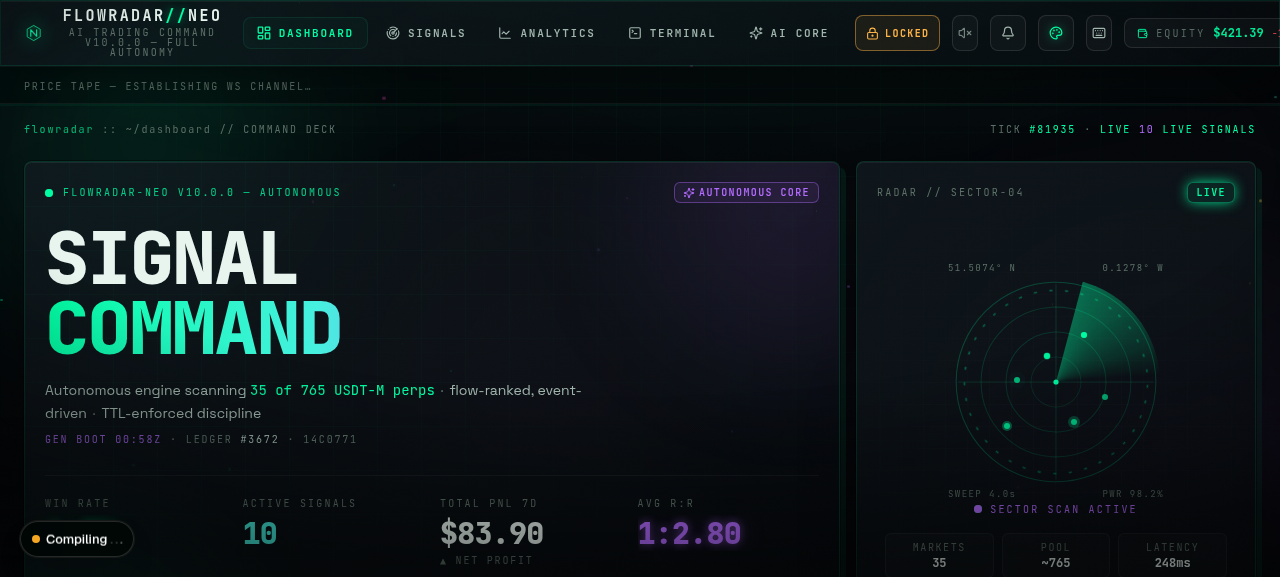 FLOWRADAR//NEO
AI TRADING COMMAND
V10.0.0 — FULL
AUTONOMY
DASHBOARD
SIGNALS
ANALYTICS
TERMINAL
AI CORE
LOCKED
EQUITY $421.39
PRICE TAPE — ESTABLISHING WS CHANNEL…
flowradar :: ~/dashboard // COMMAND DECK
TICK #81935 · LIVE 10 LIVE SIGNALS
FLOWRADAR-NEO V10.0.0 — AUTONOMOUS
AUTONOMOUS CORE
SIGNAL
COMMAND
Autonomous engine scanning 35 of 765 USDT-M perps · flow-ranked, event-
driven · TTL-enforced discipline
GEN BOOT 00:58Z · LEDGER #3672 · 14C0771
WIN RATE
ACTIVE SIGNALS
10
TOTAL PNL 7D
$83.90
▲ NET PROFIT
AVG R:R
1:2.80
Compiling...
RADAR // SECTOR-04
LIVE
51.5074° N
0.1278° W
SWEEP 4.0s
PWR 98.2%
SECTOR SCAN ACTIVE
MARKETS
35
POOL
~765
LATENCY
248ms